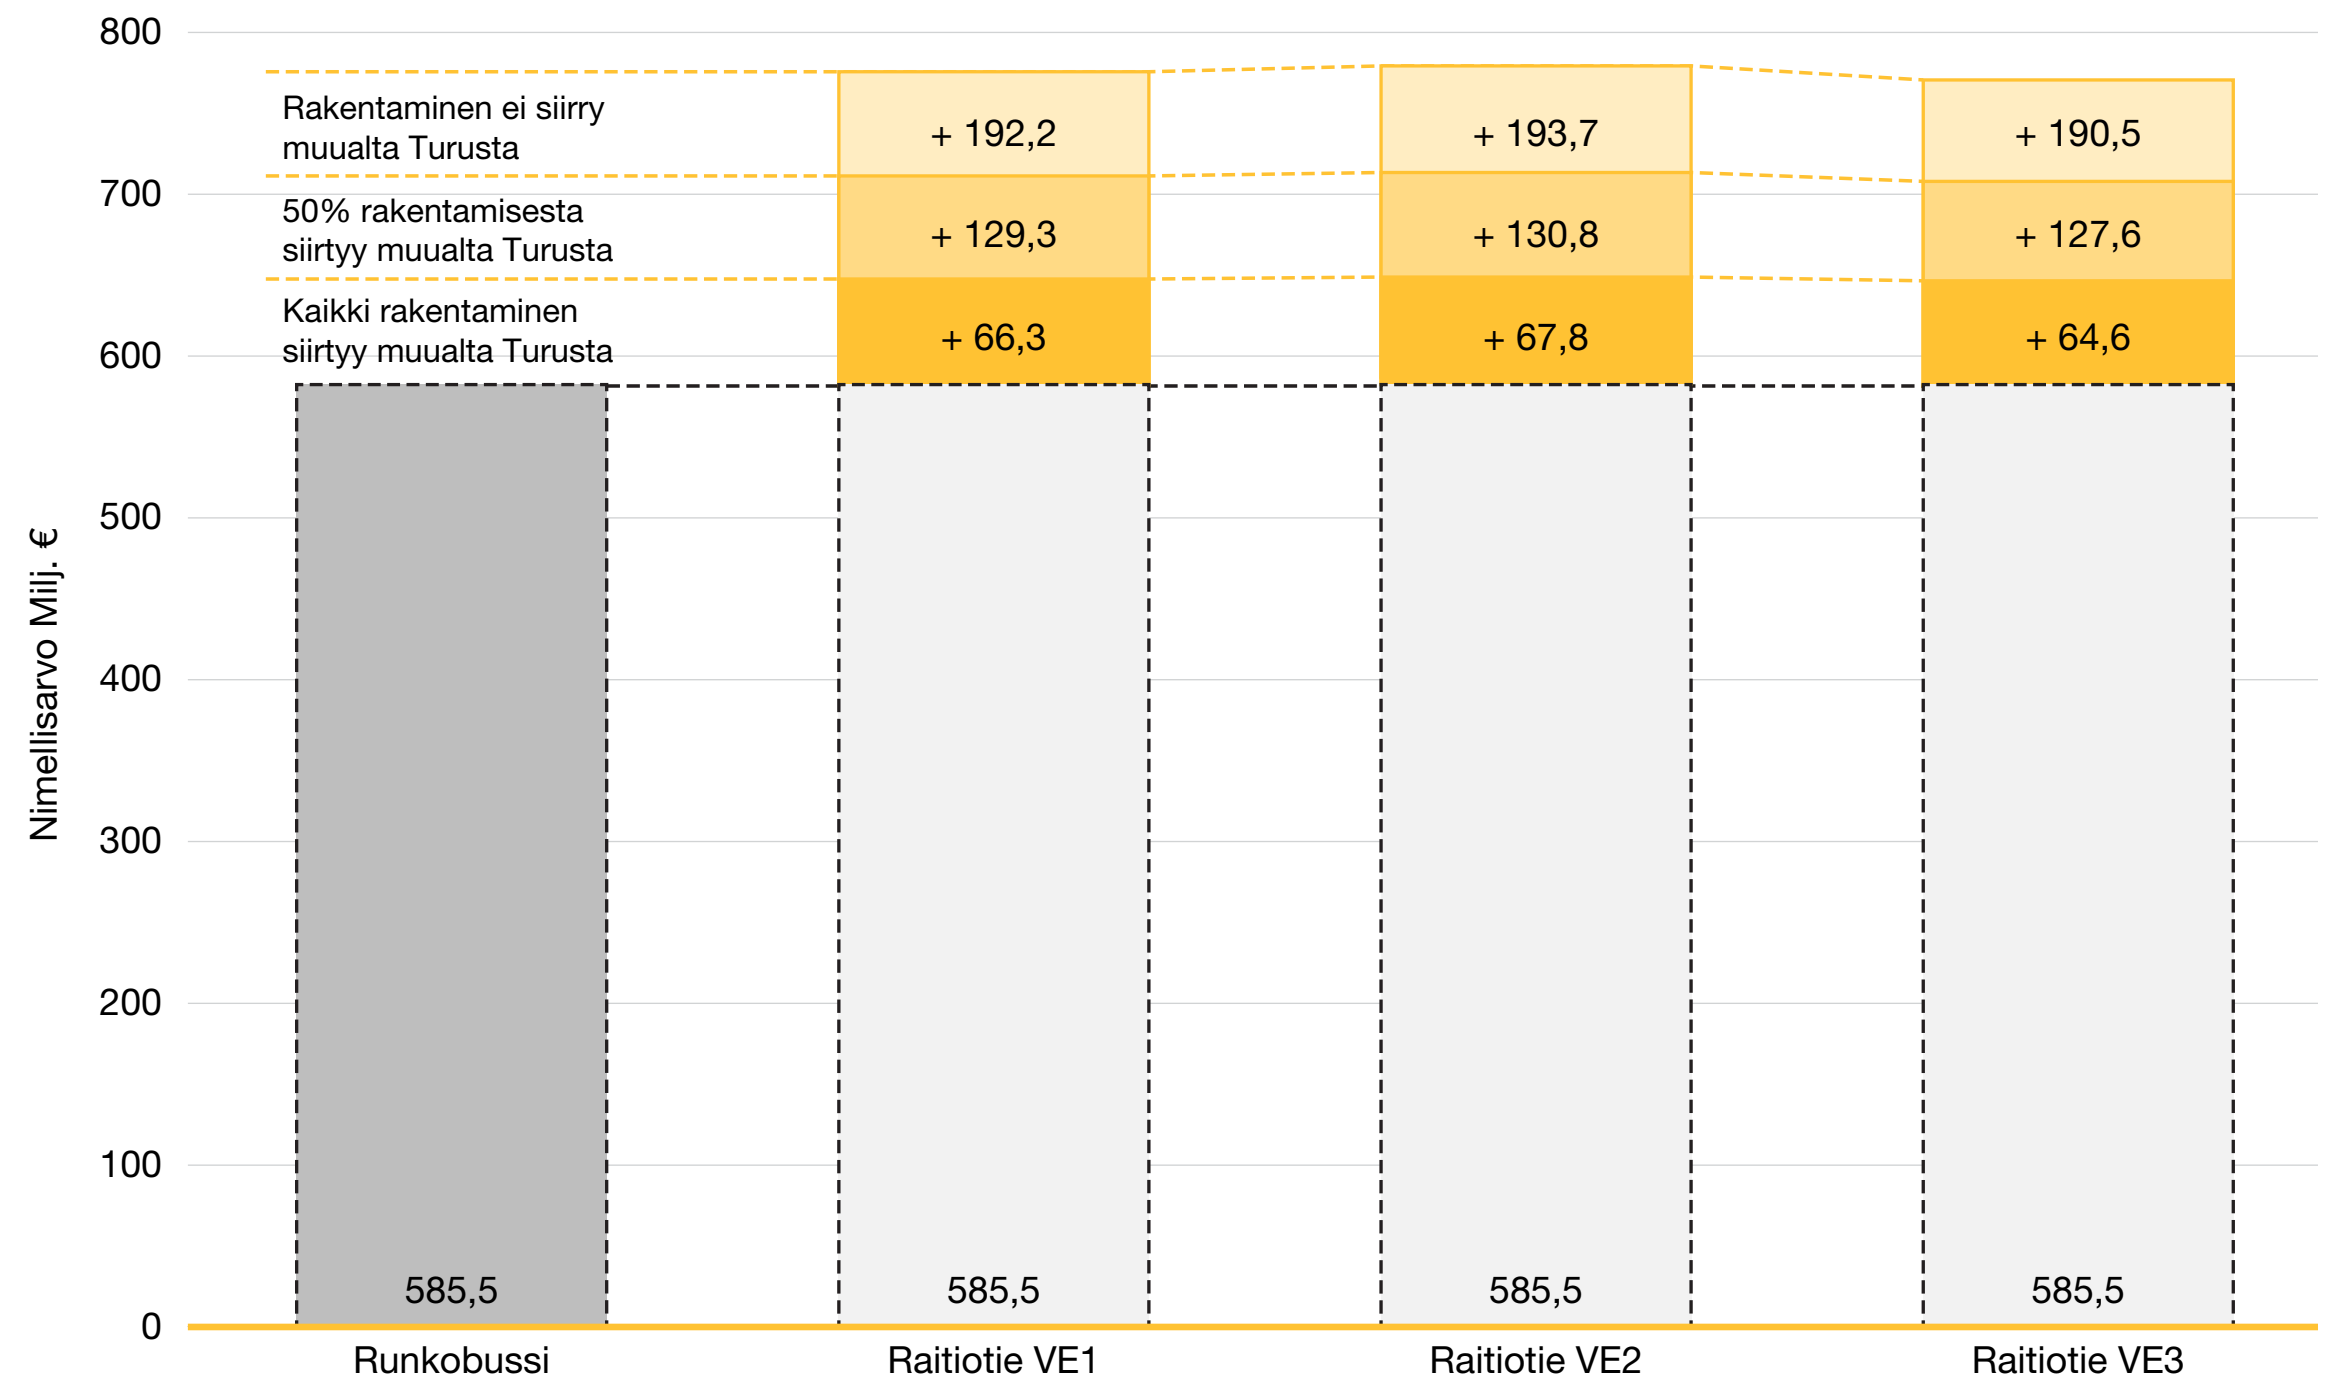 800
Rakentaminen ei siirry
muualta Turusta
+ 192,2
+ 193,7
+ 190,5
700
50% rakentamisesta
siirtyy muualta Turusta
+ 129,3
+ 130,8
+ 127,6
Kaikki rakentaminen
siirtyy muualta Turusta
+ 66,3
+ 67,8
+ 64,6
600
500
400
300
200
100
0
Nimellisarvo Milj. €
585,5
585,5
585,5
585,5
Runkobussi
Raitiotie VE1
Raitiotie VE2
Raitiotie VE3